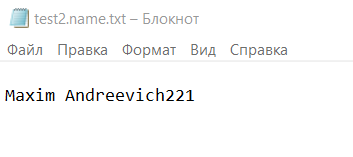 test2.name.txt – Блокнот
Файл Правка Формат Вид Справка
Maxim Andreevich221